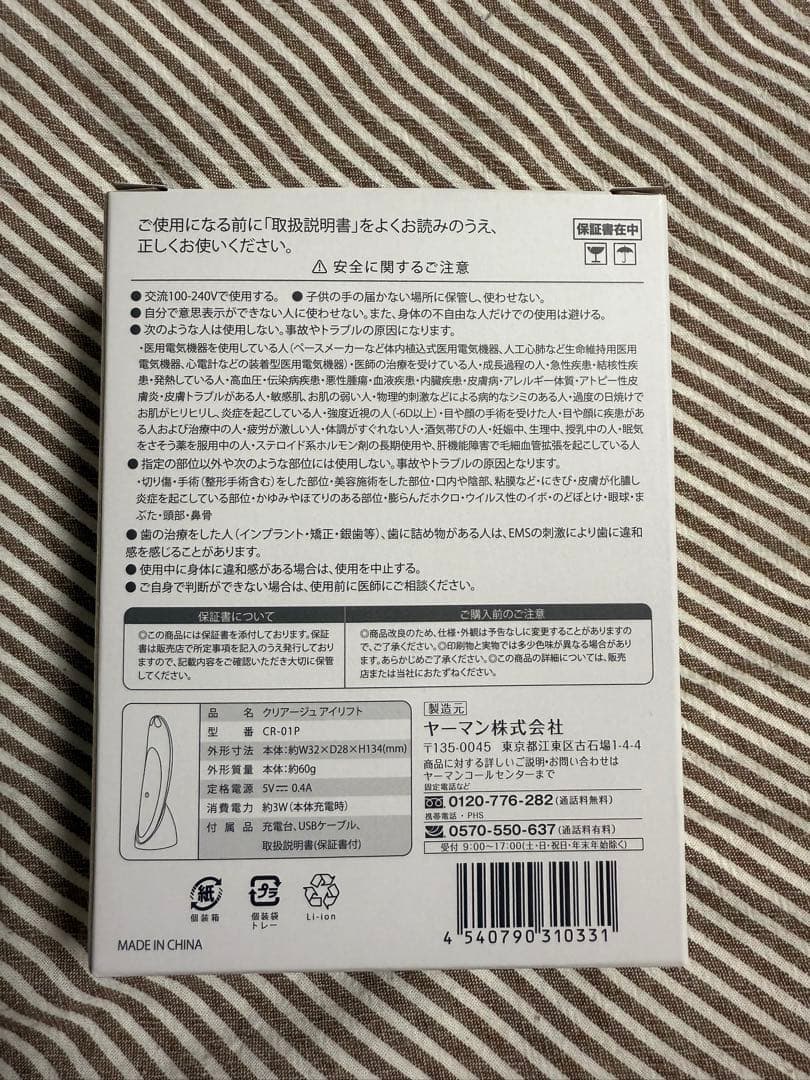 ご使用になる前に「取扱説明書」をよくお読みのうえ、
正しくお使いください。
保証書在中
⚠ 安全に関するご注意
● 交流100-240Vで使用する。 ● 子供の手の届かない場所に保管し、使わせない。
● 自分で意思表示ができない人に使わせない。また、身体の不自由な人だけでの使用は避ける。
● 次のような人は使用しない。事故やトラブルの原因になります。
・医用電気機器を使用している人(ペースメーカーなど体内植込式医用電気機器、人工心肺など生命維持用医用
電気機器、心電計などの装着型医用電気機器)・医師の治療を受けている人・成長過程の人・急性疾患・結核性疾
患・発熱している人・高血圧・伝染病疾患・悪性腫瘍・血液疾患・内臓疾患・皮膚病・アレルギー体質・アトピー性皮
膚炎・皮膚トラブルがある人・敏感肌、お肌の弱い人・物理的刺激などによる病的なシミのある人・過度の日焼けで
お肌がヒリヒリし、炎症を起こしている人・強度近視の人(-6D以上)・目や顔の手術を受けた人・目や顔に疾患があ
る人および治療中の人・疲労が激しい人・体調がすぐれない人・酒気帯びの人・妊娠中、生理中、授乳中の人・眠気
をさそう薬を服用中の人・ステロイド系ホルモン剤の長期使用や、肝機能障害で毛細血管拡張を起こしている人
● 指定の部位以外や次のような部位には使用しない。事故やトラブルの原因となります。
・切り傷・手術(整形手術含む)をした部位・美容施術をした部位・口内や陰部、粘膜など・にきび・皮膚が化膿し
炎症を起こしている部位・かゆみやほてりのある部位・膨らんだホクロ・ウイルス性のイボ・のどぼとけ・眼球・ま
ぶた・頭部・鼻骨
● 歯の治療をした人(インプラント・矯正・銀歯等)、歯に詰め物がある人は、EMSの刺激により歯に違和
感を感じることがあります。
● 使用中に身体に違和感がある場合は、使用を中止する。
● ご自身で判断ができない場合は、使用前に医師にご相談ください。
保証書について
◎この商品には保証書を添付しております。保証
書は販売店で所定事項を記入のうえ発行しており
ますので、記載内容をご確認いただき大切に保管
してください。
ご購入前のご注意
◎商品改良のため、仕様・外観は予告なしに変更することがありますの
で、ご了承ください。◎印刷物と実物では多少色味が異なる場合があり
ます。あらかじめご了承ください。◎この商品の詳細については、販売
店または当社におたずねください。
品 名 クリアージュ アイリフト
型 番 CR-01P
外形寸法 本体:約W32×D28×H134(mm)
外形質量 本体:約60g
定格電源 5V⎓0.4A
消費電力 約3W(本体充電時)
付属品 充電台、USBケーブル、
取扱説明書(保証書付)
製造元
ヤーマン株式会社
〒135-0045 東京都江東区古石場1-4-4
商品に対する詳しいご説明・お問い合わせは
ヤーマンコールセンターまで
固定電話など
0120-776-282(通話料無料)
携帯電話・PHS
0570-550-637(通話料有料)
受付 9:00〜17:00(土・日・祝日・年末年始除く)
紙
個装箱
プラ
個装袋
トレー
Li-ion
MADE IN CHINA
4 540790 310331